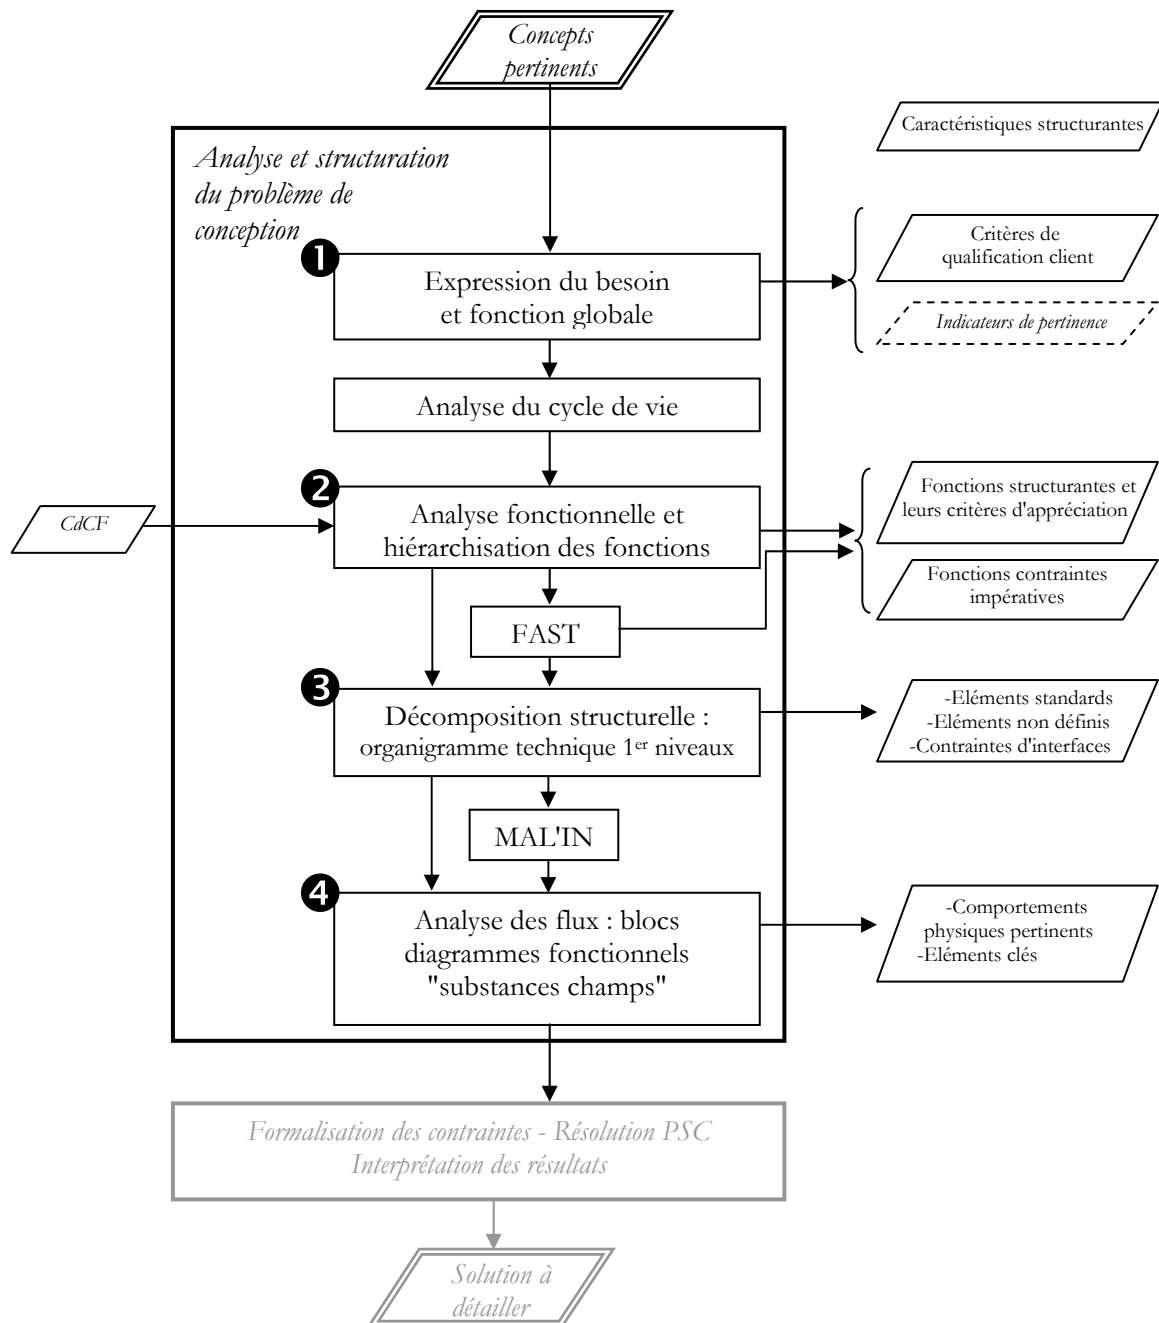 Concepts
pertinents
Caractéristiques structurantes
Analyse et structuration
du problème de
conception
Critères de
qualification client
1
Expression du besoin
et fonction globale
Indicateurs de pertinence
Analyse du cycle de vie
2
Fonctions structurantes et
leurs critères d'appréciation
CdCF
Analyse fonctionnelle et
hiérarchisation des fonctions
Fonctions contraintes
impératives
FAST
3
-Eléments standards
-Eléments non définis
-Contraintes d'interfaces
Décomposition structurelle :
organigramme technique 1er niveaux
MAL'IN
4
Analyse des flux : blocs
diagrammes fonctionnels
"substances champs"
-Comportements
physiques pertinents
-Eléments clés
Formalisation des contraintes - Résolution PSC
Interprétation des résultats
Solution à
détailler